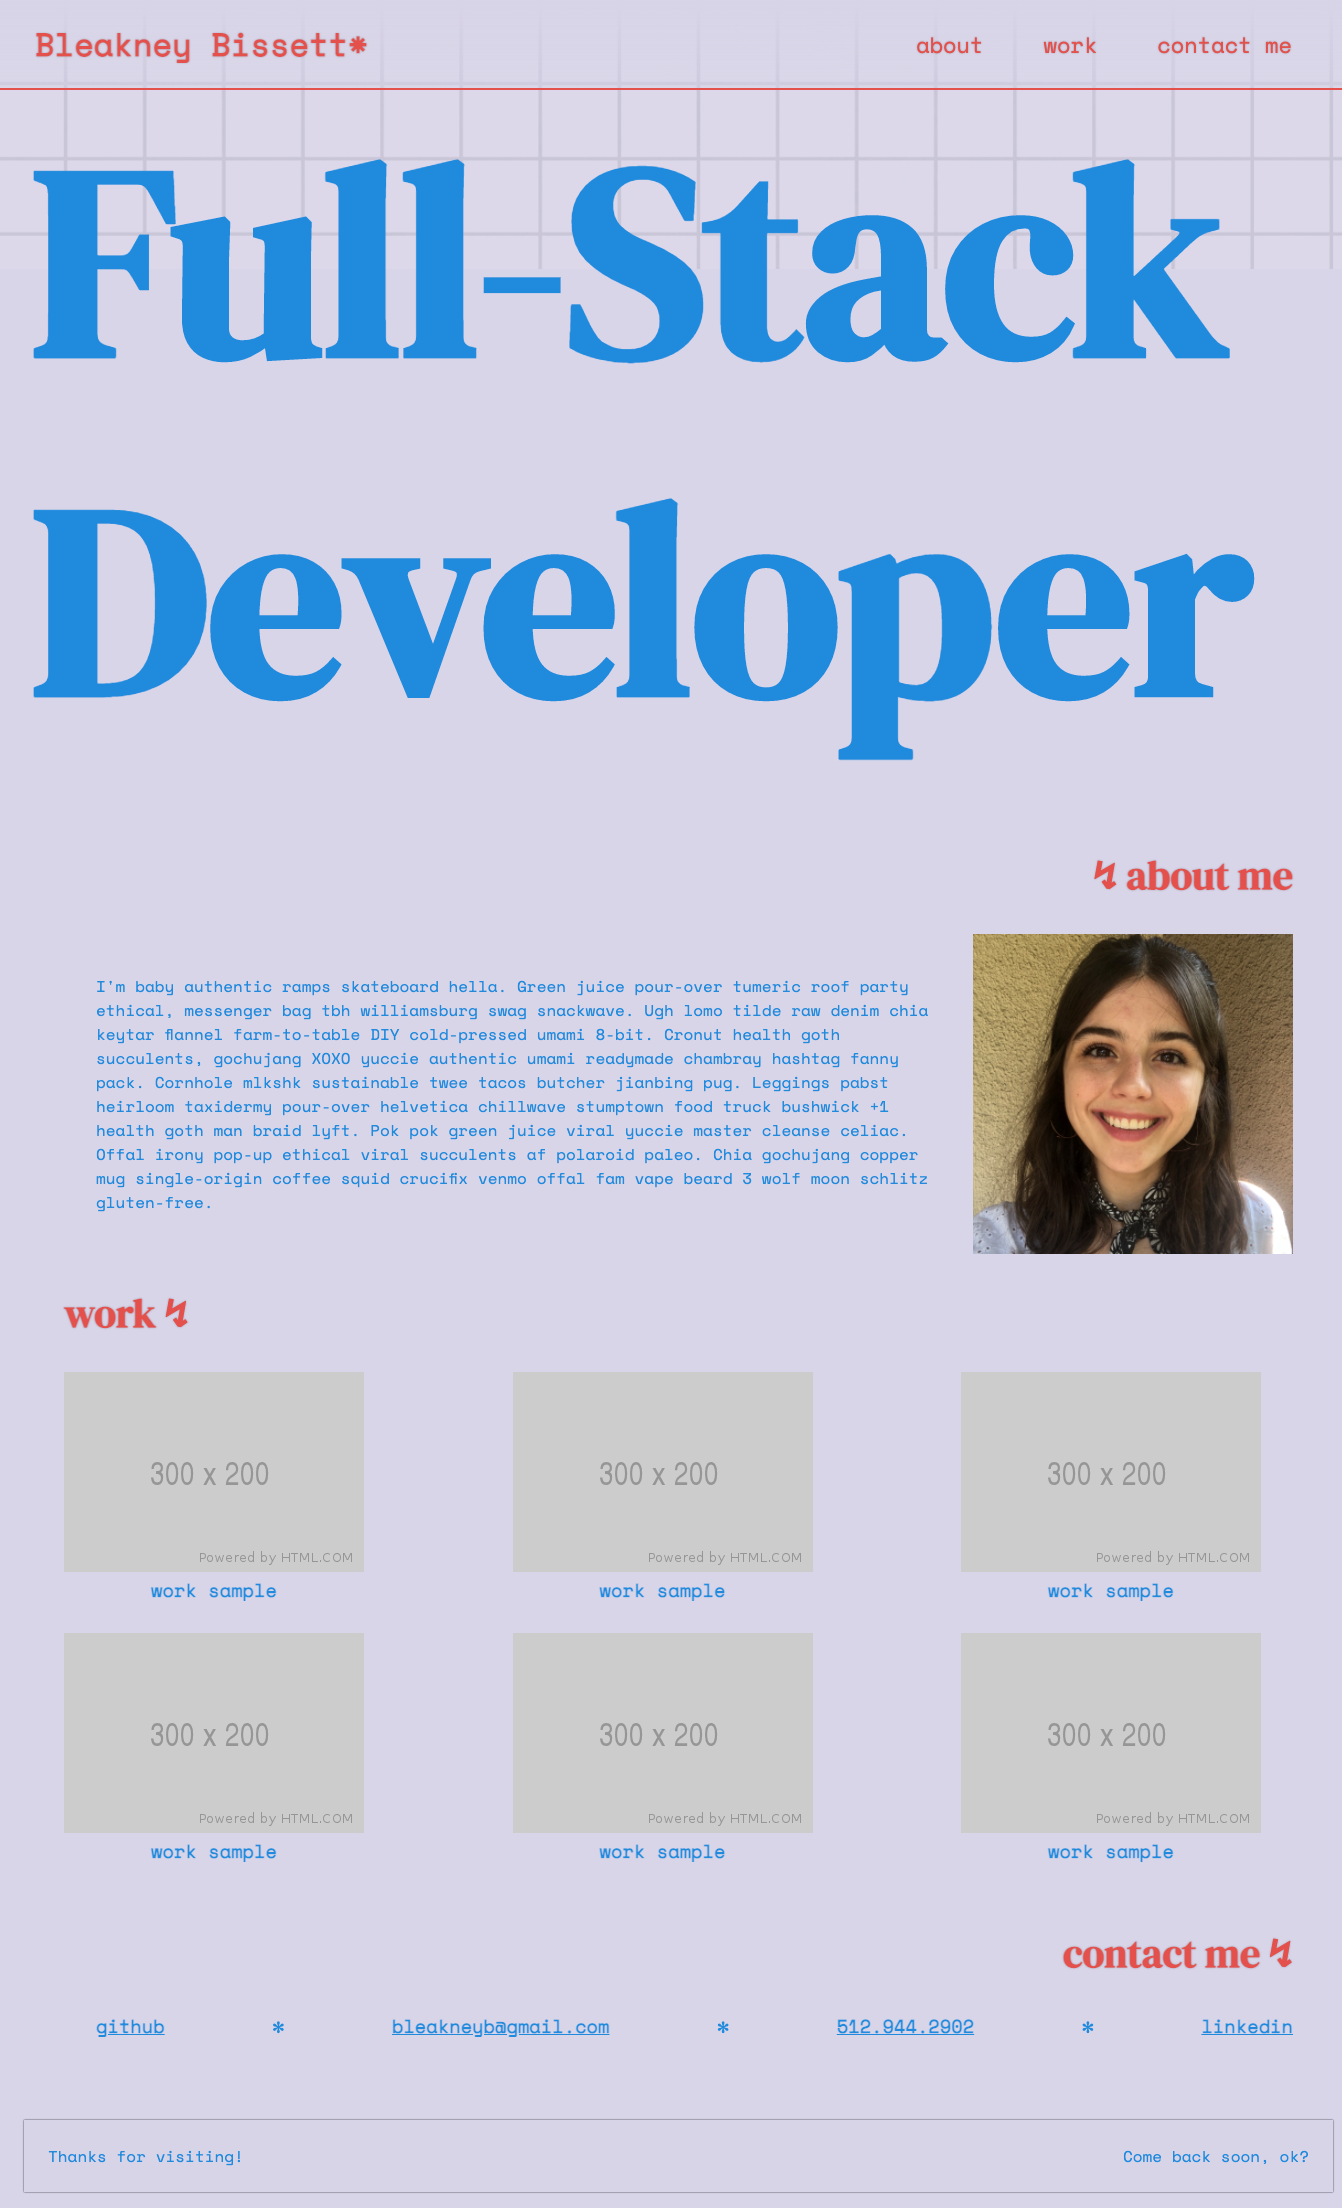 Bleakney Bissett*
about work contact me
Full-Stack
Developer
↯ about me
I'm baby authentic ramps skateboard hella. Green juice pour-over tumeric roof party
ethical, messenger bag tbh williamsburg swag snackwave. Ugh lomo tilde raw denim chia
keytar flannel farm-to-table DIY cold-pressed umami 8-bit. Cronut health goth
succulents, gochujang XOXO yuccie authentic umami readymade chambray hashtag fanny
pack. Cornhole mlkshk sustainable twee tacos butcher jianbing pug. Leggings pabst
heirloom taxidermy pour-over helvetica chillwave stumptown food truck bushwick +1
health goth man braid lyft. Pok pok green juice viral yuccie master cleanse celiac.
Offal irony pop-up ethical viral succulents af polaroid paleo. Chia gochujang copper
mug single-origin coffee squid crucifix venmo offal fam vape beard 3 wolf moon schlitz
gluten-free.
work ↯
300 x 200 300 x 200 300 x 200
Powered by HTML.COM Powered by HTML.COM Powered by HTML.COM
work sample work sample work sample
300 x 200 300 x 200 300 x 200
Powered by HTML.COM Powered by HTML.COM Powered by HTML.COM
work sample work sample work sample
contact me ↯
github * bleakneyb@gmail.com * 512.944.2902 * linkedin
Thanks for visiting! Come back soon, ok?